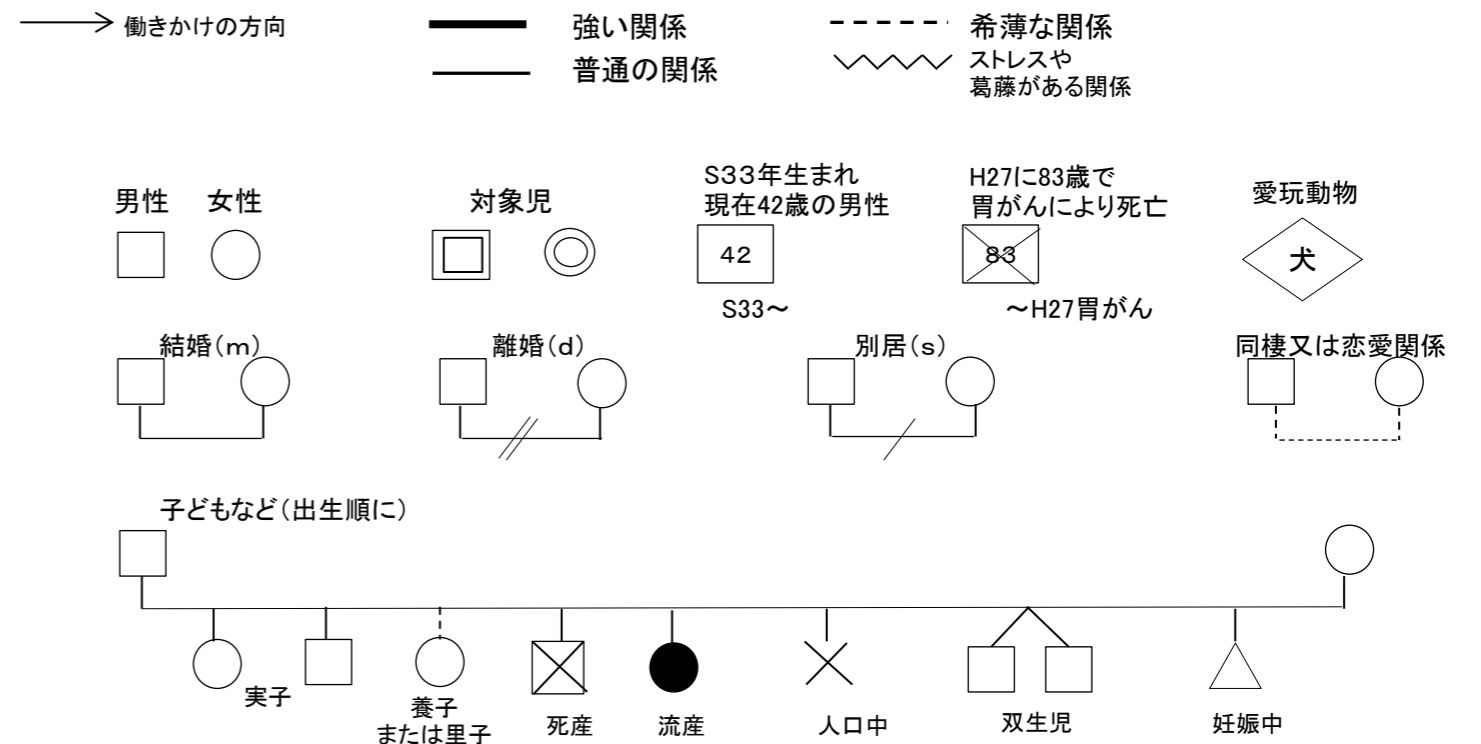 働きかけの方向
強い関係
希薄な関係
普通の関係
ストレスや
葛藤がある関係
男性
女性
対象児
S33年生まれ
現在42歳の男性
H27に83歳で
胃がんにより死亡
愛玩動物
42
83
犬
S33～
～H27胃がん
結婚(m)
離婚(d)
別居(s)
同棲又は恋愛関係
子どもなど(出生順に)
実子
養子
または里子
死産
流産
人口中
双生児
妊娠中